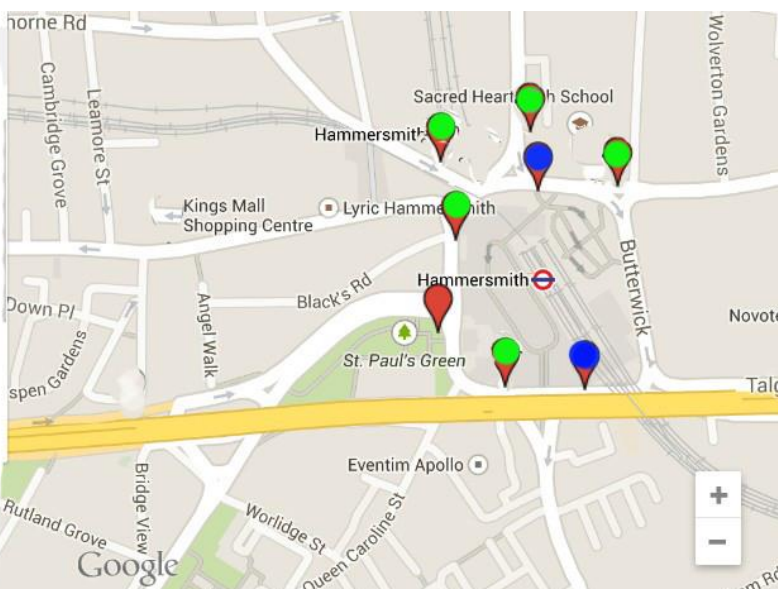 horne Rd
Cambridge Grove
Leamore St
Wolverton Gardens
Sacred Heart
h School
Hammersmith
Kings Mall
Shopping Centre
Lyric Hammersmith
Hammersmith
Butterwick
Black's Rd
Down Pl
Angel Walk
Novote
St. Paul's Green
spen Gardens
Talg
Eventim Apollo
Bridge View
Rutland Grove
Worlidge St
Queen Caroline St
Google
+
−
m Rd